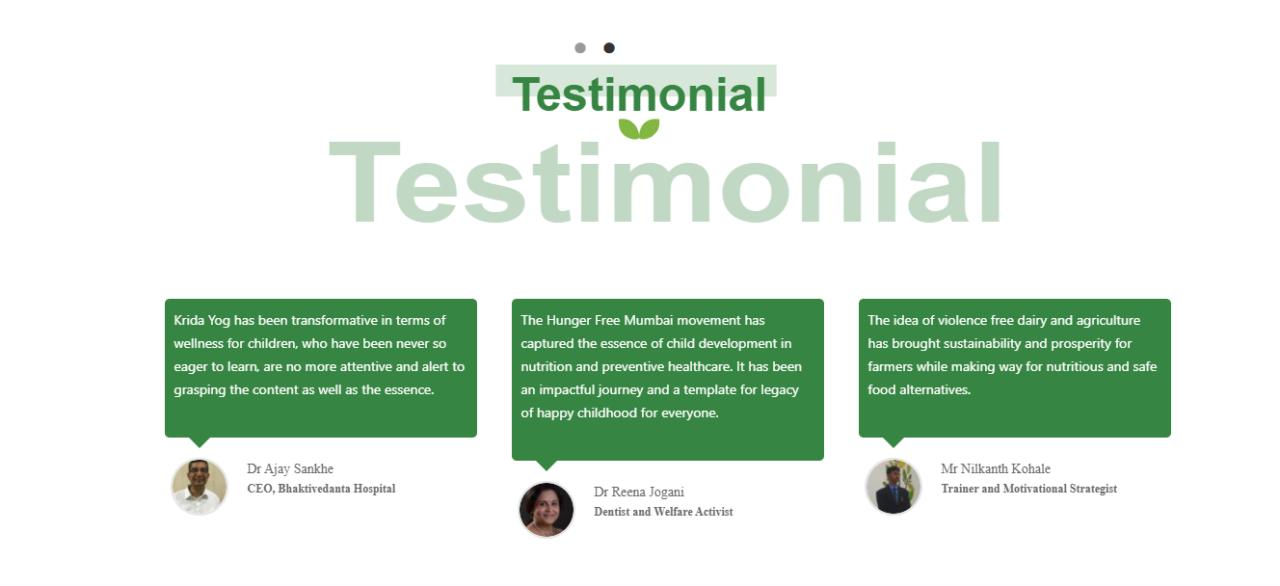 Testimonial
Testimonial
Krida Yog has been transformative in terms of
wellness for children, who have been never so
eager to learn, are no more attentive and alert to
grasping the content as well as the essence.
Dr Ajay Sankhe
CEO, Bhaktivedanta Hospital
The Hunger Free Mumbai movement has
captured the essence of child development in
nutrition and preventive healthcare. It has been
an impactful journey and a template for legacy
of happy childhood for everyone.
Dr Reena Jogani
Dentist and Welfare Activist
The idea of violence free dairy and agriculture
has brought sustainability and prosperity for
farmers while making way for nutritious and safe
food alternatives.
Mr Nilkanth Kohale
Trainer and Motivational Strategist